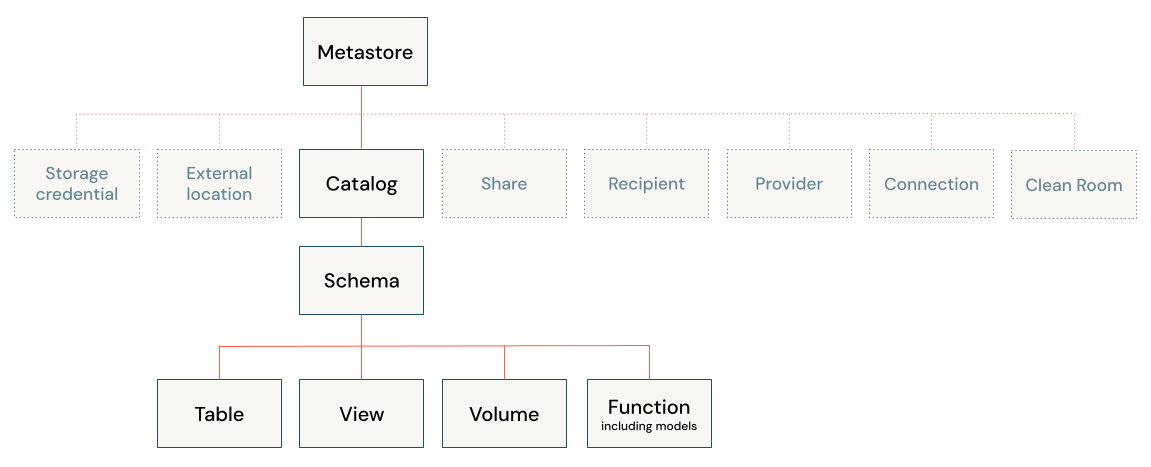 Metastore
Storage
credential
External
location
Catalog
Share
Recipient
Provider
Connection
Clean Room
Schema
Table
View
Volume
Function
including models